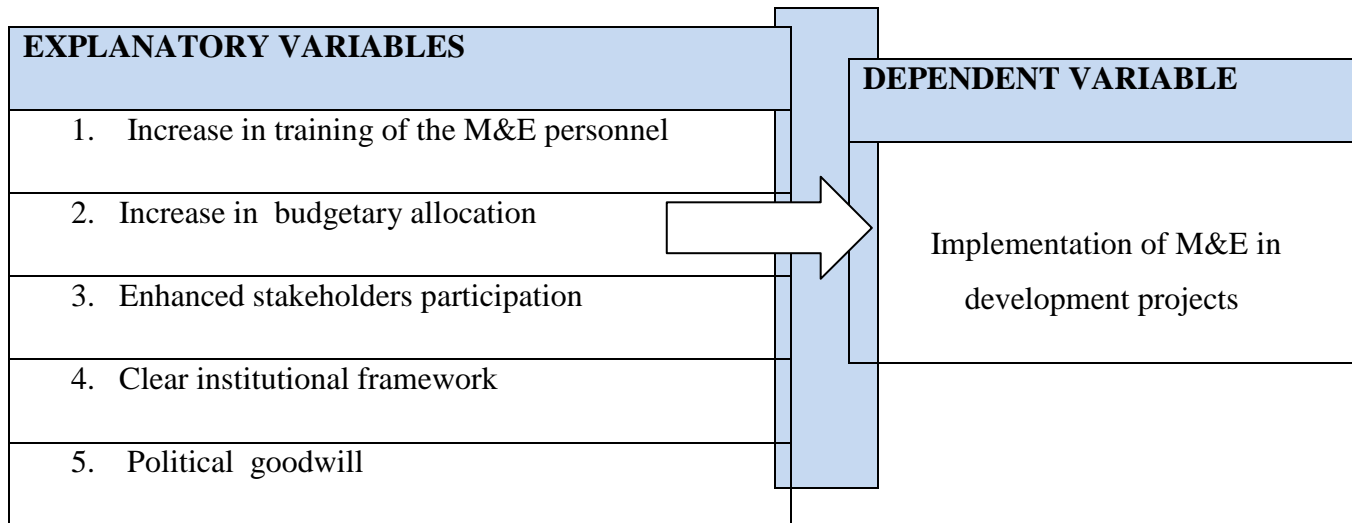 EXPLANATORY VARIABLES
1. Increase in training of the M&E personnel
2. Increase in budgetary allocation
3. Enhanced stakeholders participation
4. Clear institutional framework
5. Political goodwill
DEPENDENT VARIABLE
Implementation of M&E in
development projects